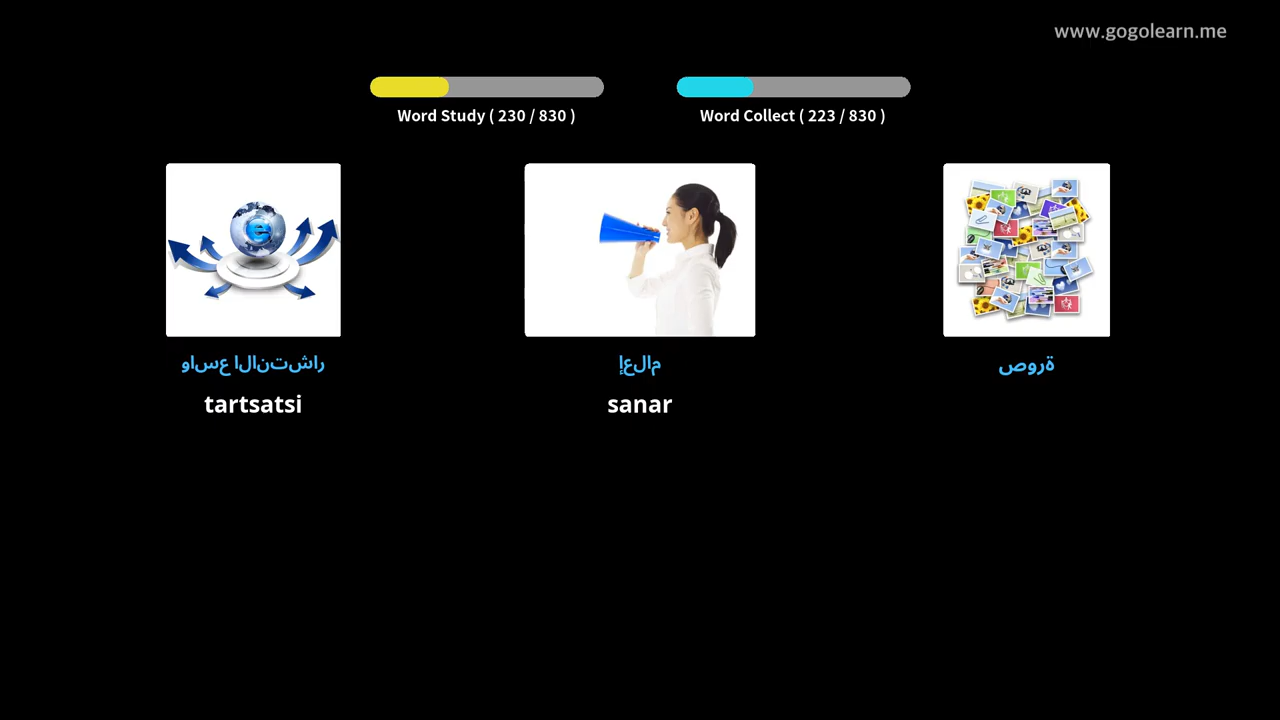 www.gogolearn.me
Word Study ( 230 / 830 )
Word Collect ( 223 / 830 )
واسع الانتشار
tartsatsi
إعلام
sanar
صورة